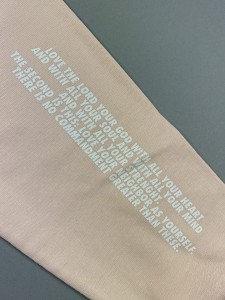 LOVE THE LORD YOUR GOD WITH ALL YOUR HEART
AND WITH ALL YOUR SOUL AND WITH ALL YOUR MIND
AND WITH ALL YOUR STRENGHT.
THE SECOND IS THIS: LOVE YOUR NEIGHBOR AS YOURSELF.
THERE IS NO COMMANDMENT GREATER THAN THESE.